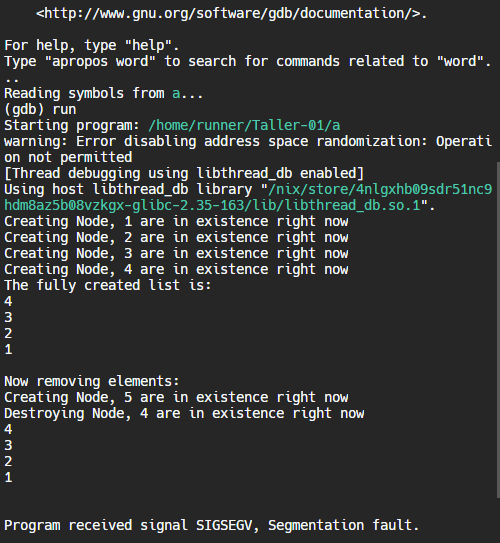 <http://www.gnu.org/software/gdb/documentation/>.

For help, type "help".
Type "apropos word" to search for commands related to "word".
..
Reading symbols from a...
(gdb) run
Starting program: /home/runner/Taller-01/a
warning: Error disabling address space randomization: Operati
on not permitted
[Thread debugging using libthread_db enabled]
Using host libthread_db library "/nix/store/4nlgxhb09sdr51nc9
hdm8az5b08vzkgx-glibc-2.35-163/lib/libthread_db.so.1".
Creating Node, 1 are in existence right now
Creating Node, 2 are in existence right now
Creating Node, 3 are in existence right now
Creating Node, 4 are in existence right now
The fully created list is:
4
3
2
1

Now removing elements:
Creating Node, 5 are in existence right now
Destroying Node, 4 are in existence right now
4
3
2
1


Program received signal SIGSEGV, Segmentation fault.